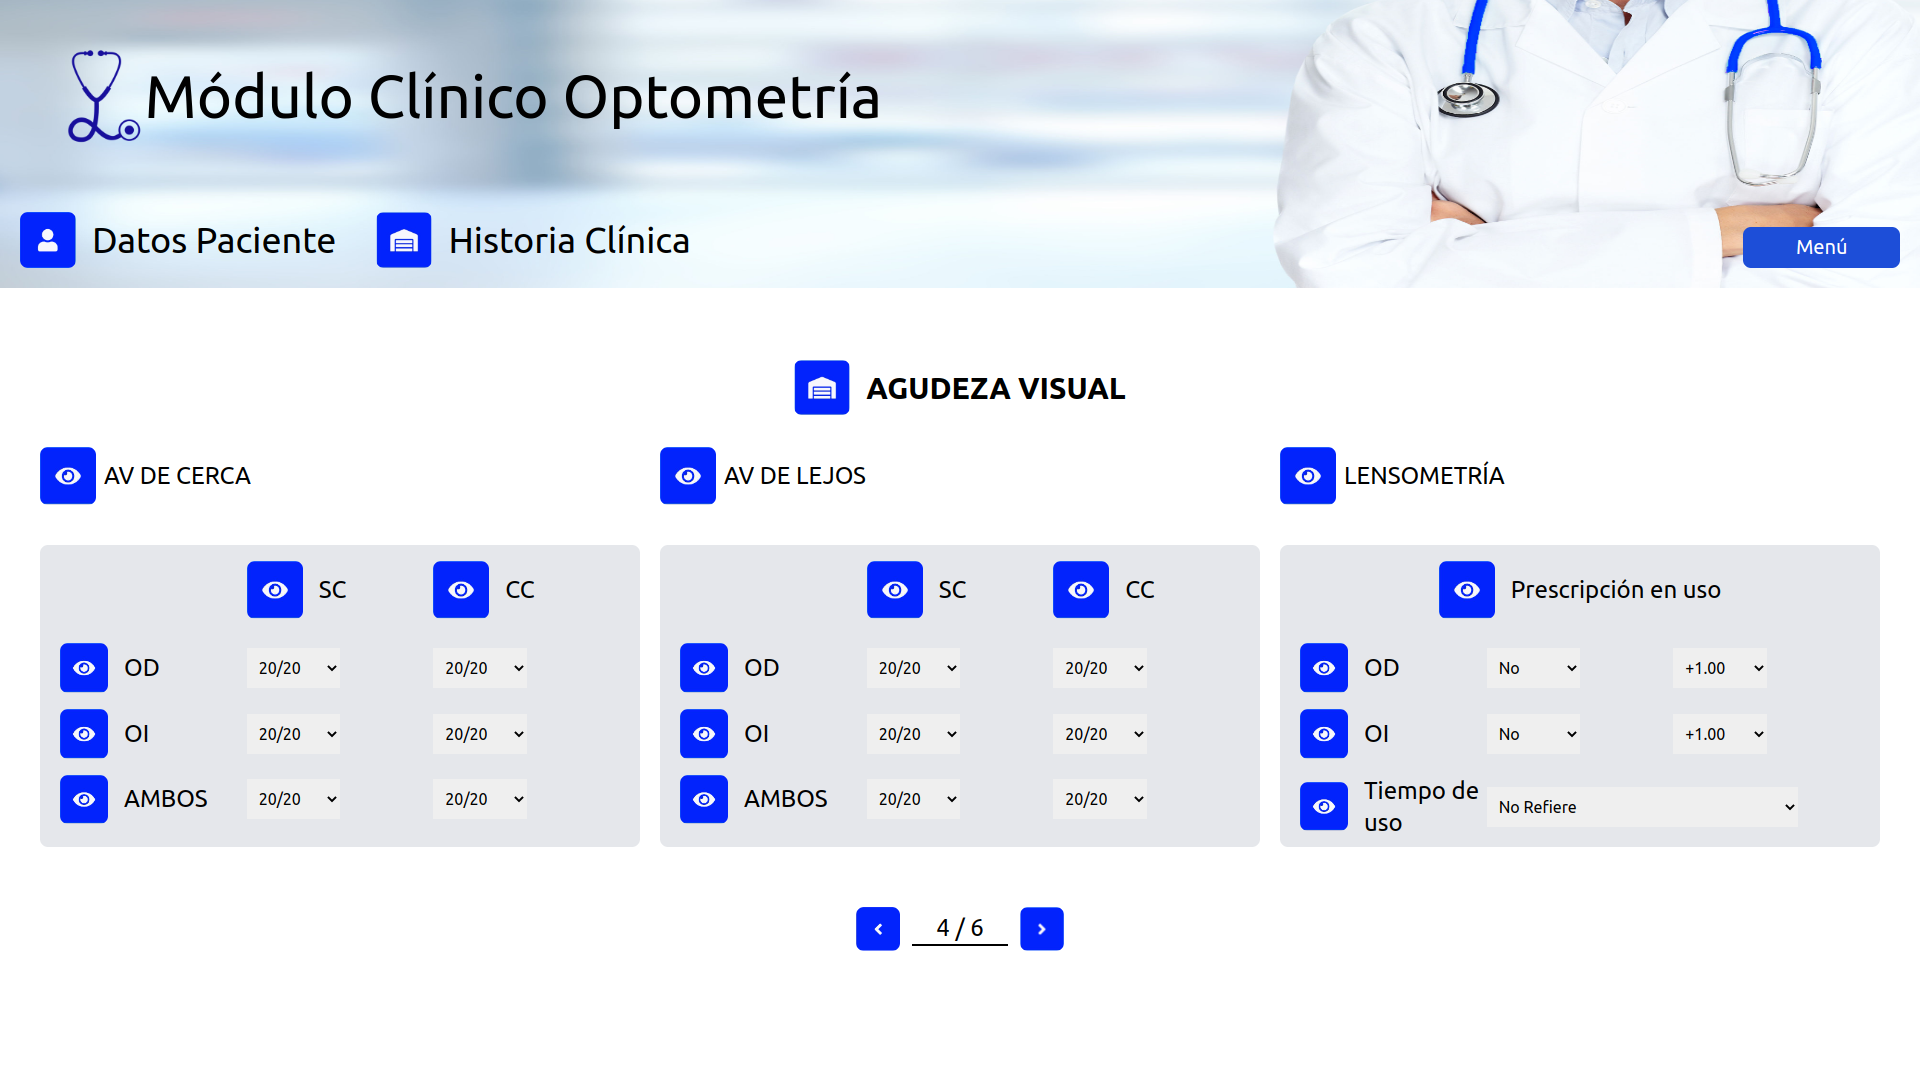 Módulo Clínico Optometría
Datos Paciente
Historia Clínica
Menú
AGUDEZA VISUAL
AV DE CERCA
SC CC
OD 20/20 20/20
OI 20/20 20/20
AMBOS 20/20 20/20
AV DE LEJOS
SC CC
OD 20/20 20/20
OI 20/20 20/20
AMBOS 20/20 20/20
LENSOMETRÍA
Prescripción en uso
OD No +1.00
OI No +1.00
Tiempo de
uso
No Refiere
4 / 6